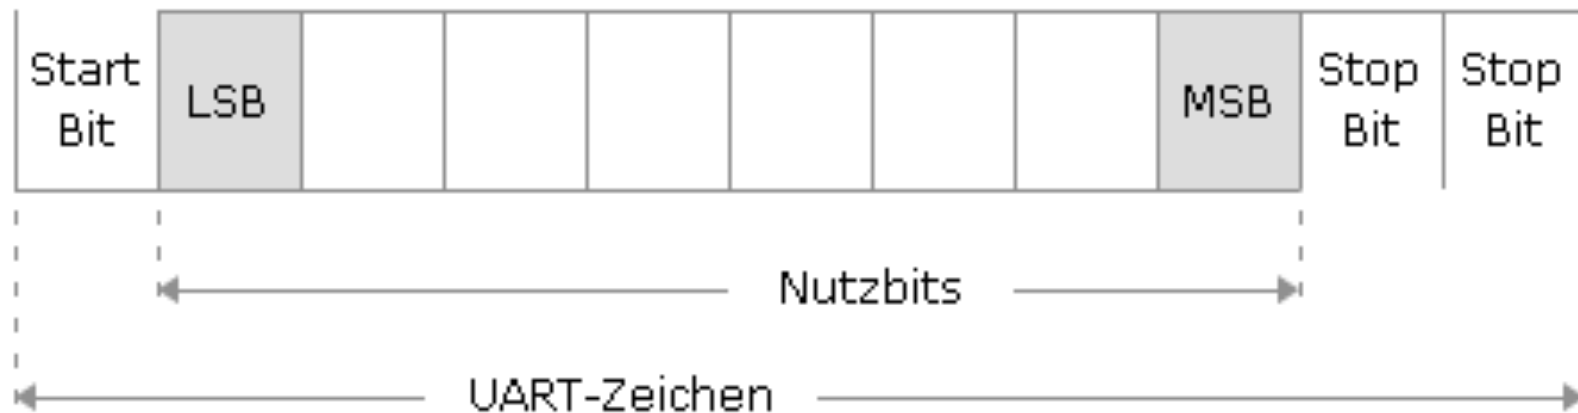 Start
Bit
LSB
MSB
Stop
Bit
Stop
Bit
Nutzbits
UART-Zeichen